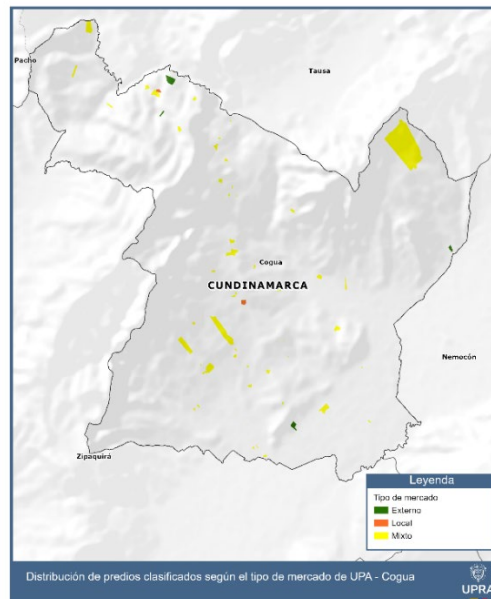 Pacho
Tausa
Cogua
CUNDINAMARCA
Nemocón
Zipaquirá
Leyenda
Tipo de mercado
Externo
Local
Mixto
Distribución de predios clasificados según el tipo de mercado de UPA - Cogua
UPRA